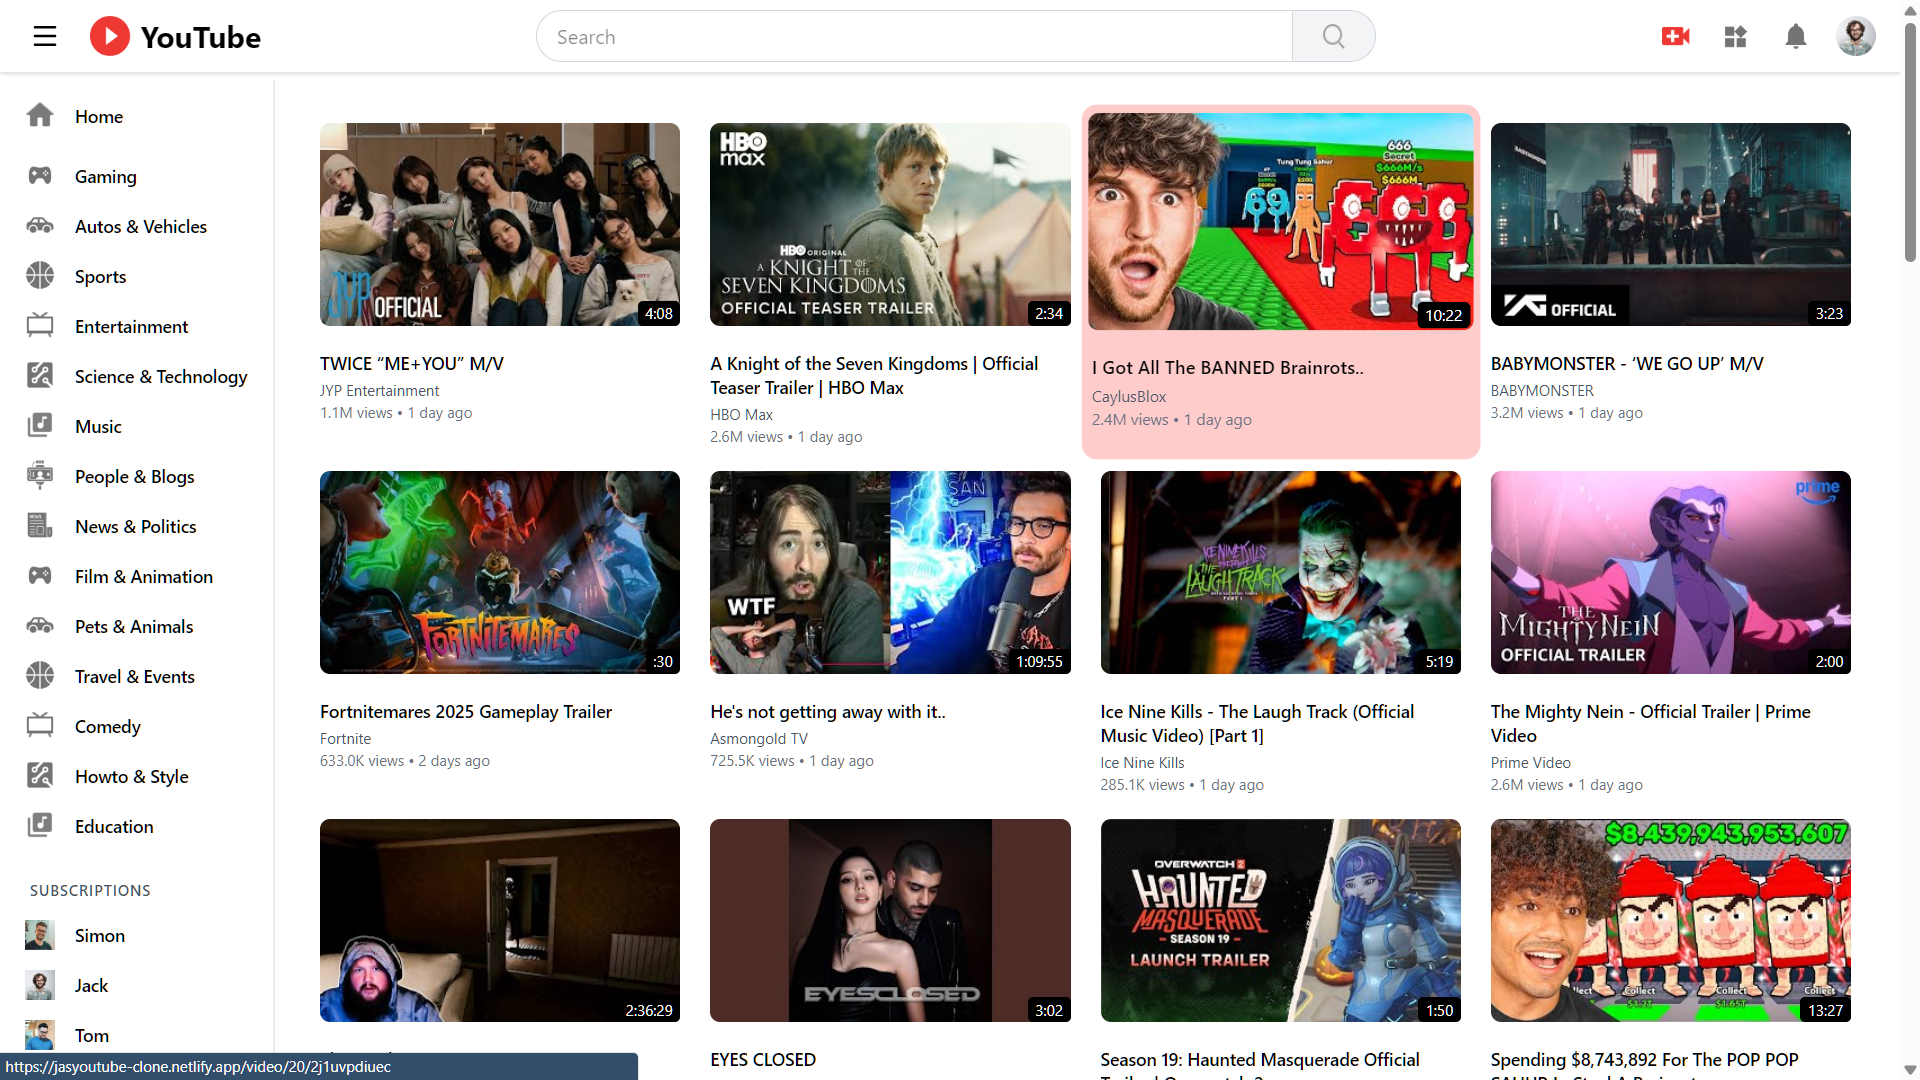 YouTube
Search
Home
Gaming
Autos & Vehicles
Sports
Entertainment
Science & Technology
Music
People & Blogs
News & Politics
Film & Animation
Pets & Animals
Travel & Events
Comedy
Howto & Style
Education
SUBSCRIPTIONS
Simon
Jack
Tom
https://jasyoutube-clone.netlify.app/video/20/2j1uvpdiuec
JYP OFFICIAL
4:08
TWICE “ME+YOU” M/V
JYP Entertainment
1.1M views • 1 day ago
HBO
max
HBO ORIGINAL
A KNIGHT OF THE
SEVEN KINGDOMS
OFFICIAL TEASER TRAILER
2:34
A Knight of the Seven Kingdoms | Official
Teaser Trailer | HBO Max
HBO Max
2.6M views • 1 day ago
666
Secret
$666M/s
$666M
Tung Tung Sahur
69
10:22
I Got All The BANNED Brainrots..
CaylusBlox
2.4M views • 1 day ago
BABYMONSTER
YG OFFICIAL
3:23
BABYMONSTER - ‘WE GO UP’ M/V
BABYMONSTER
3.2M views • 1 day ago
FORTNITEMARES
:30
Fortnitemares 2025 Gameplay Trailer
Fortnite
633.0K views • 2 days ago
WTF
SAN
1:09:55
He's not getting away with it..
Asmongold TV
725.5K views • 1 day ago
ICE NINE KILLS
THE
LAUGH TRACK
PART 1
5:19
Ice Nine Kills - The Laugh Track (Official
Music Video) [Part 1]
Ice Nine Kills
285.1K views • 1 day ago
prime
THE
MIGHTY NEIN
OFFICIAL TRAILER
2:00
The Mighty Nein - Official Trailer | Prime
Video
Prime Video
2.6M views • 1 day ago
2:36:29
EYES CLOSED
3:02
EYES CLOSED
OVERWATCH 2
HAUNTED
MASQUERADE
- SEASON 19 -
LAUNCH TRAILER
1:50
Season 19: Haunted Masquerade Official
$8,439,943,953,607
Collect
Collect
Collect
$1.65T
13:27
Spending $8,743,892 For The POP POP